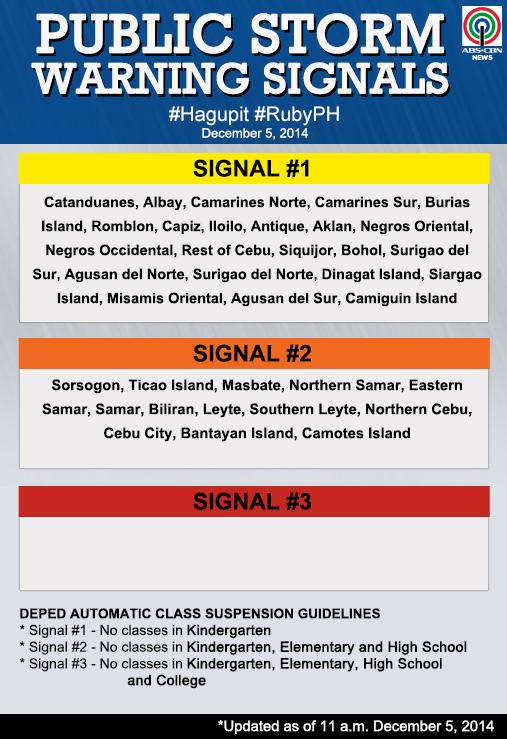 PUBLIC STORM
WARNING SIGNALS
ABS-CBN
NEWS
#Hagupit #RubyPH
December 5, 2014
SIGNAL #1
Catanduanes, Albay, Camarines Norte, Camarines Sur, Burias
Island, Romblon, Capiz, Iloilo, Antique, Aklan, Negros Oriental,
Negros Occidental, Rest of Cebu, Siquijor, Bohol, Surigao del
Sur, Agusan del Norte, Surigao del Norte, Dinagat Island, Siargao
Island, Misamis Oriental, Agusan del Sur, Camiguin Island
SIGNAL #2
Sorsogon, Ticao Island, Masbate, Northern Samar, Eastern
Samar, Samar, Biliran, Leyte, Southern Leyte, Northern Cebu,
Cebu City, Bantayan Island, Camotes Island
SIGNAL #3
DEPED AUTOMATIC CLASS SUSPENSION GUIDELINES
* Signal #1 - No classes in Kindergarten
* Signal #2 - No classes in Kindergarten, Elementary and High School
* Signal #3 - No classes in Kindergarten, Elementary, High School
and College
*Updated as of 11 a.m. December 5, 2014